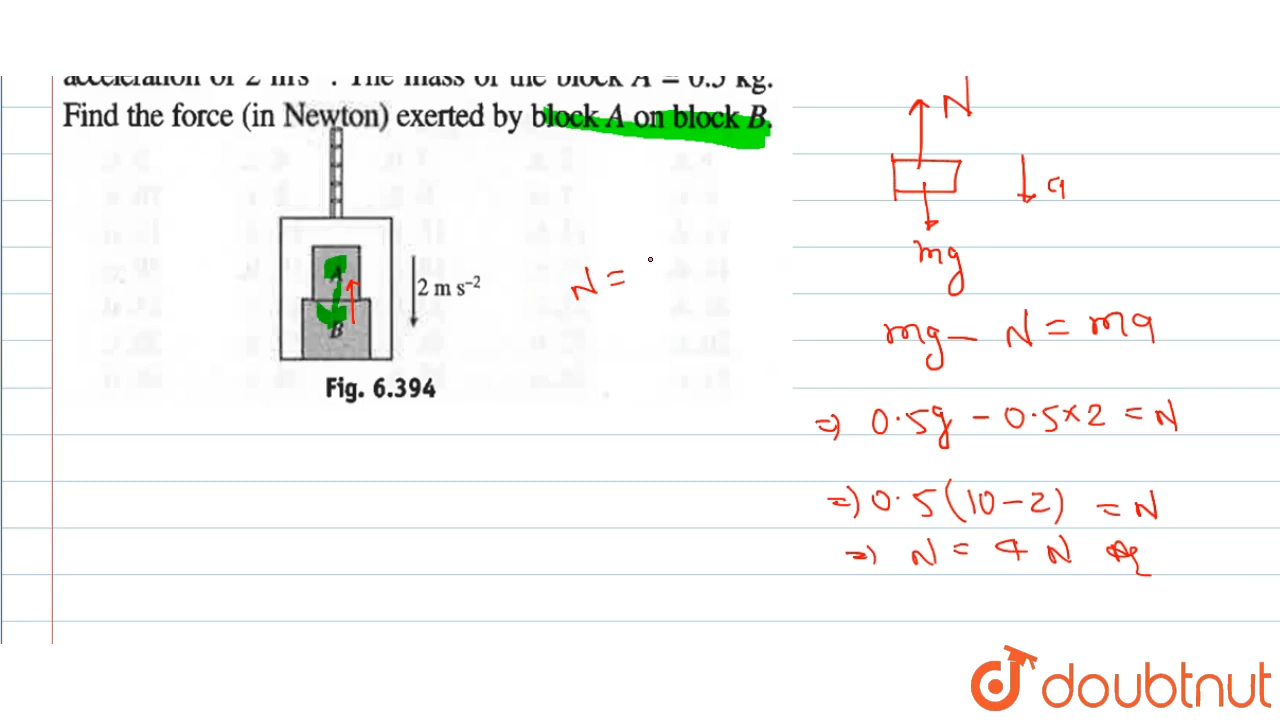 acceleration of 2 m s⁻². The mass of the block A = 0.5 kg.
Find the force (in Newton) exerted by block A on block B.
A
B
2 m s⁻²
Fig. 6.394
N =
N
a
mg
mg - N = ma
=) 0.5g - 0.5×2 = N
=) 0.5(10-2) = N
=) N = 4 N
doubtnut